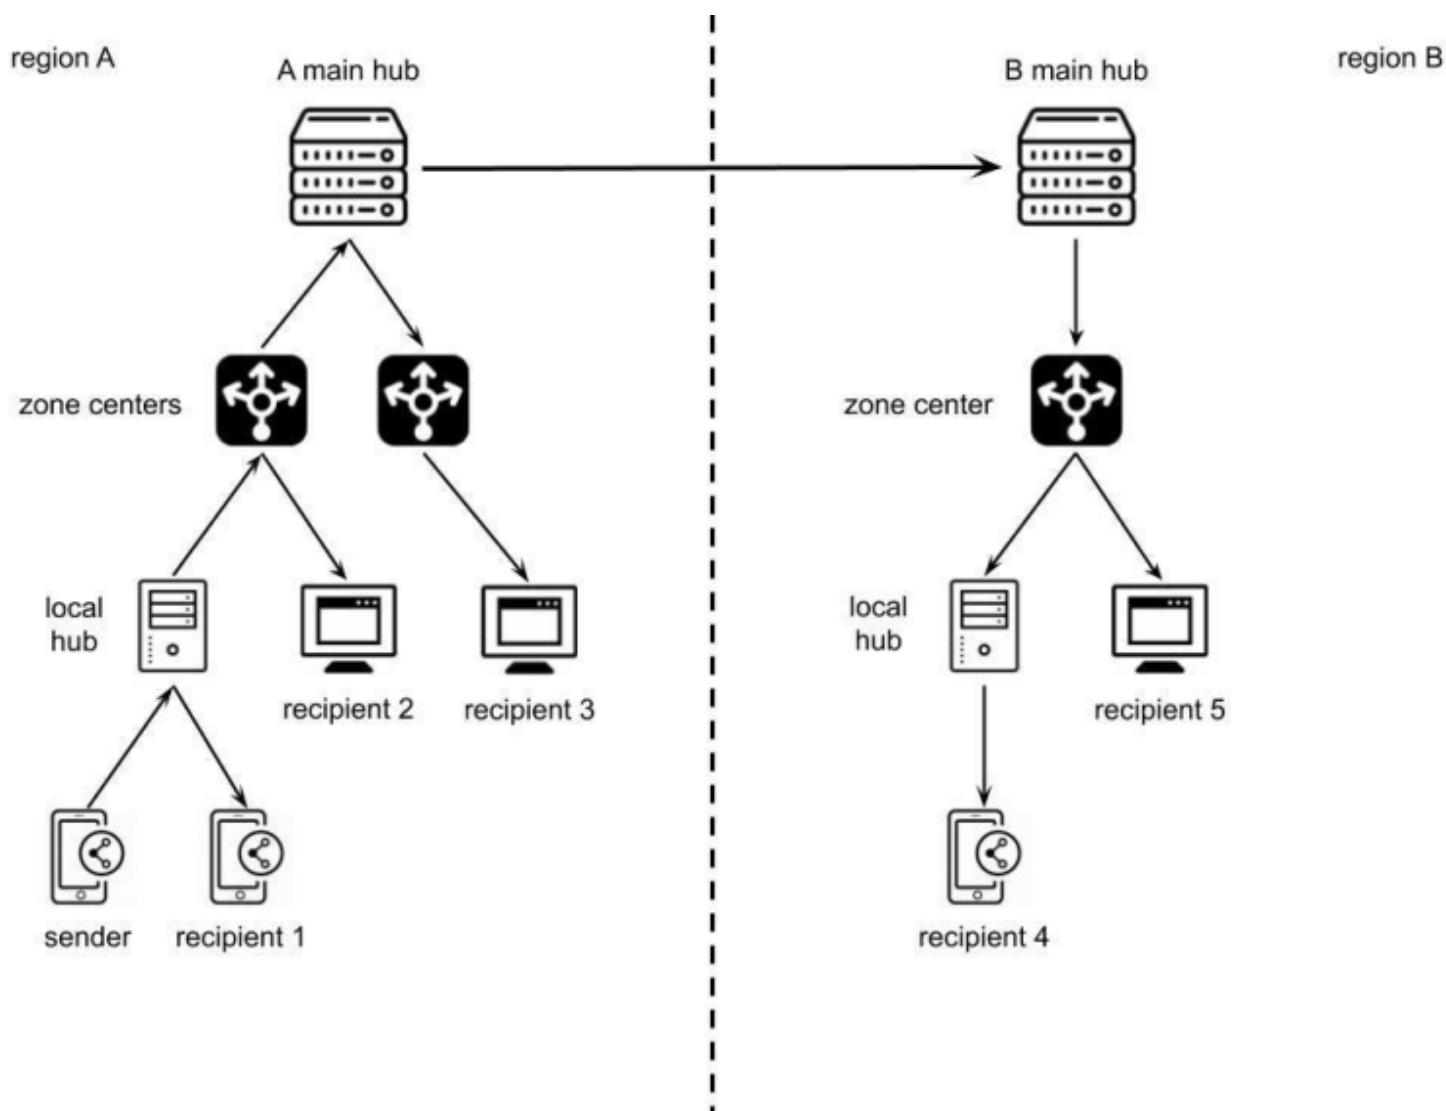 region A
A main hub
B main hub
region B
zone centers
zone center
local
hub
local
hub
recipient 2
recipient 3
recipient 5
sender
recipient 1
recipient 4